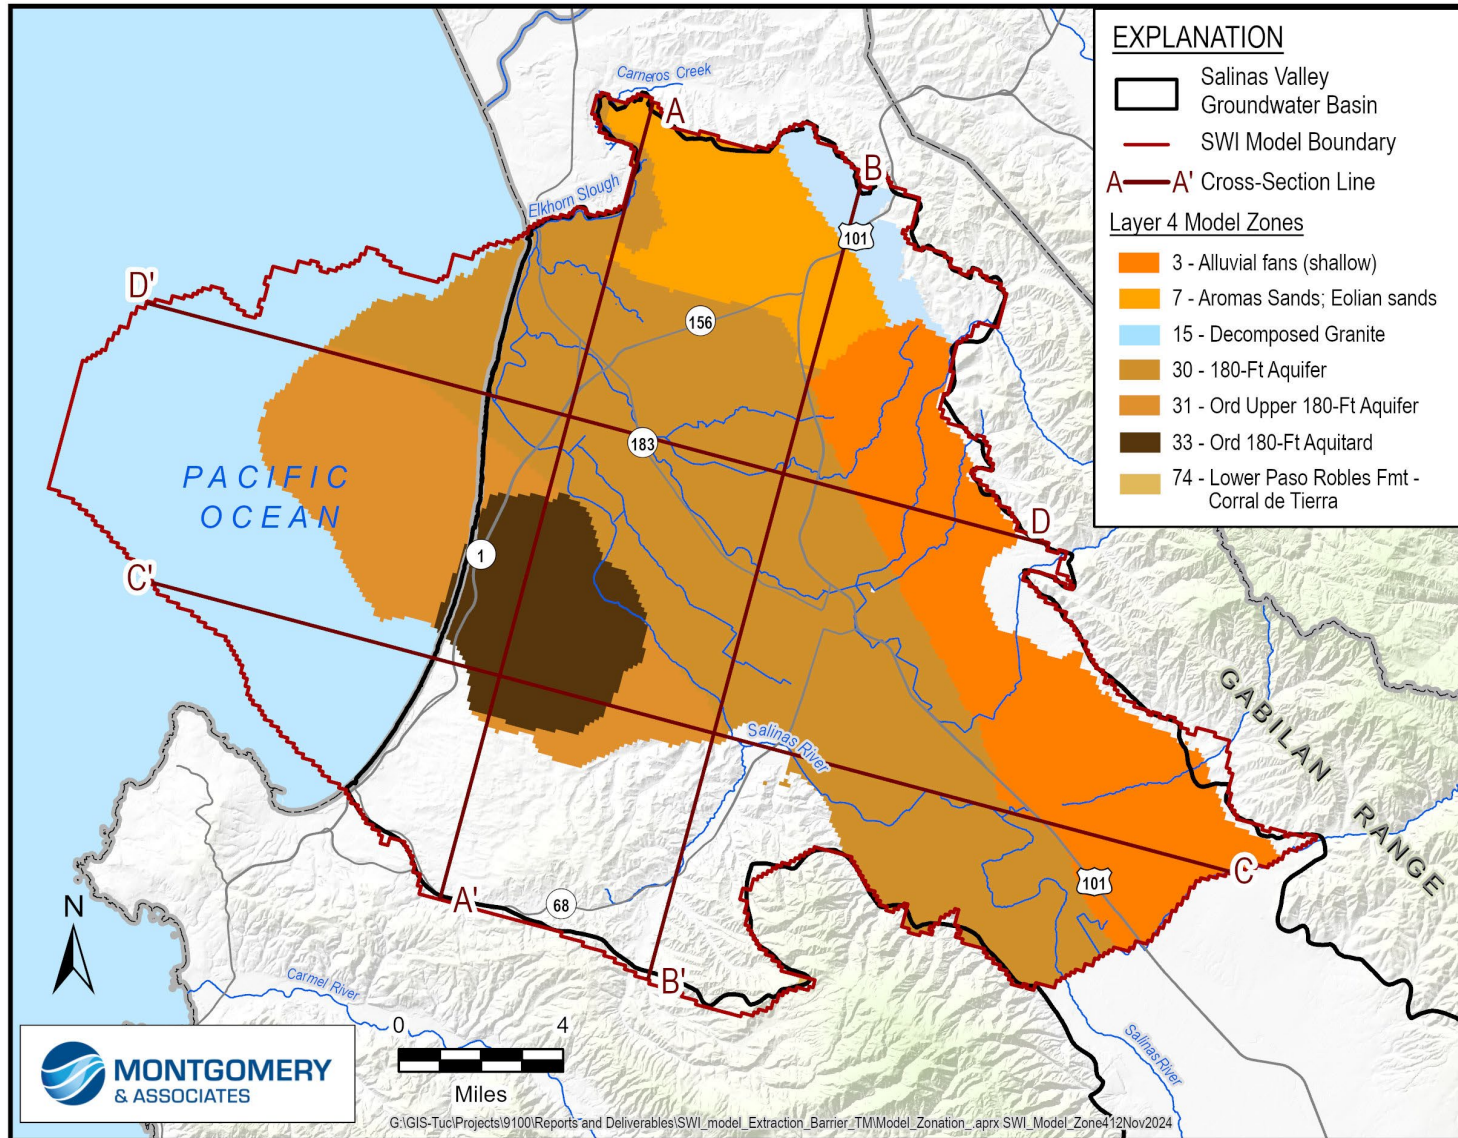 EXPLANATION
Salinas Valley
Groundwater Basin
SWI Model Boundary
A A' Cross-Section Line
Layer 4 Model Zones
3 - Alluvial fans (shallow)
7 - Aromas Sands; Eolian sands
15 - Decomposed Granite
30 - 180-Ft Aquifer
31 - Ord Upper 180-Ft Aquifer
33 - Ord 180-Ft Aquitard
74 - Lower Paso Robles Fmt -
Corral de Tierra
Carneros Creek
A
B
Elkhorn Slough
101
D'
156
183
PACIFIC
OCEAN
D
1
C'
GABILAN
RANGE
Salinas River
C
101
A'
68
B'
N
Carmel River
Salinas River
0 4
Miles
MONTGOMERY
& ASSOCIATES
G:\GIS-Tuc\Projects\9100\Reports and Deliverables\SWI_model_Extraction_Barrier_TM\Model_Zonation_.aprx SWI_Model_Zone412Nov2024